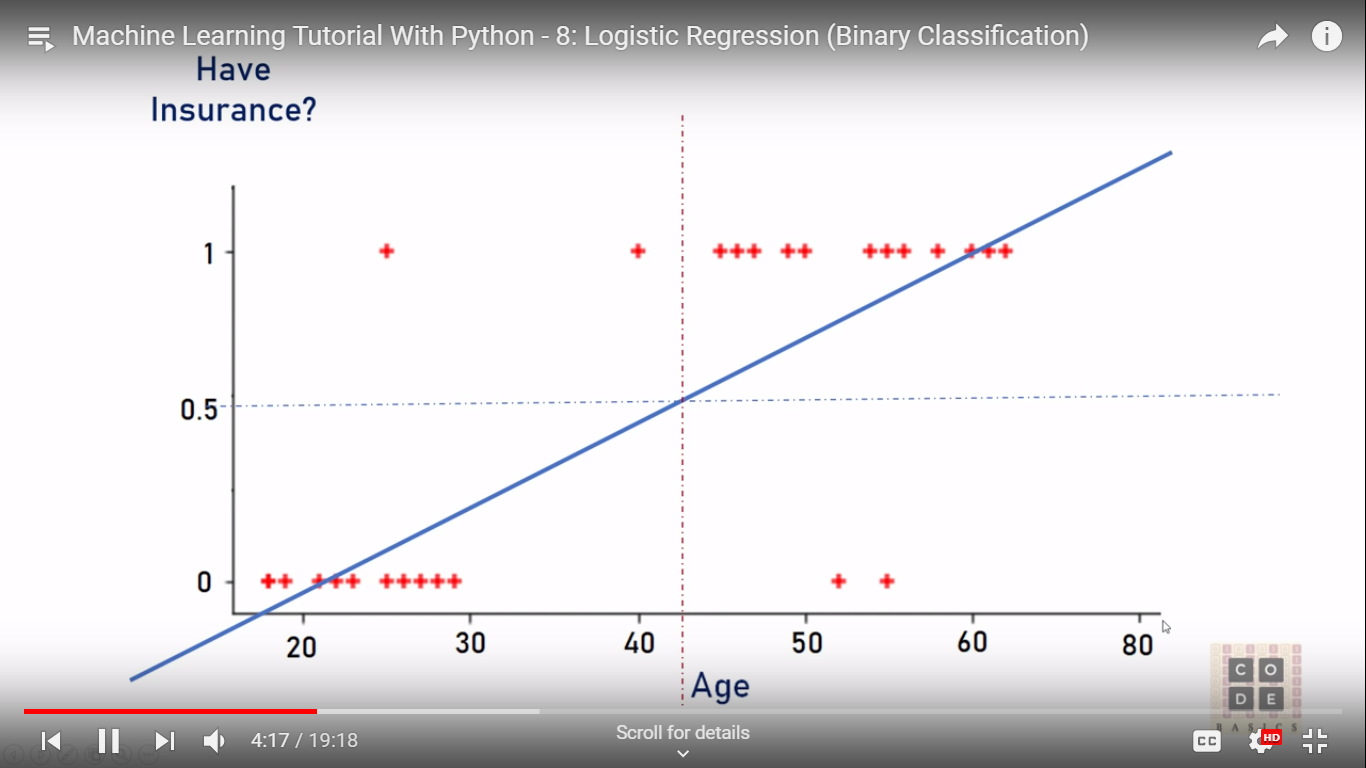 Machine Learning Tutorial With Python - 8: Logistic Regression (Binary Classification)
Have
Insurance?
1
0.5
0
20 30 40 50 60 80
Age
C O
D E
B A S I C S
4:17 / 19:18
Scroll for details
CC
HD